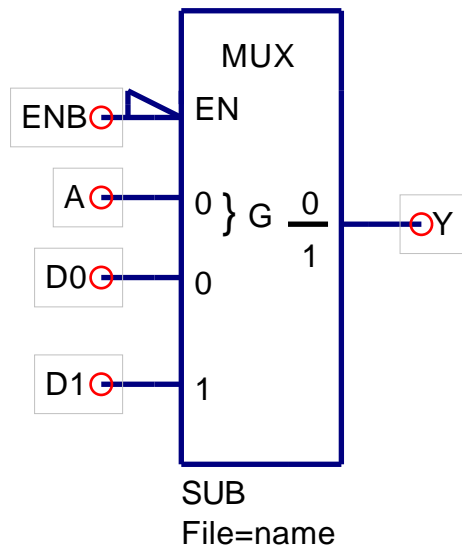 MUX
ENB EN
A 0 } G 0 Y
1
D0 0
D1 1
SUB
File=name